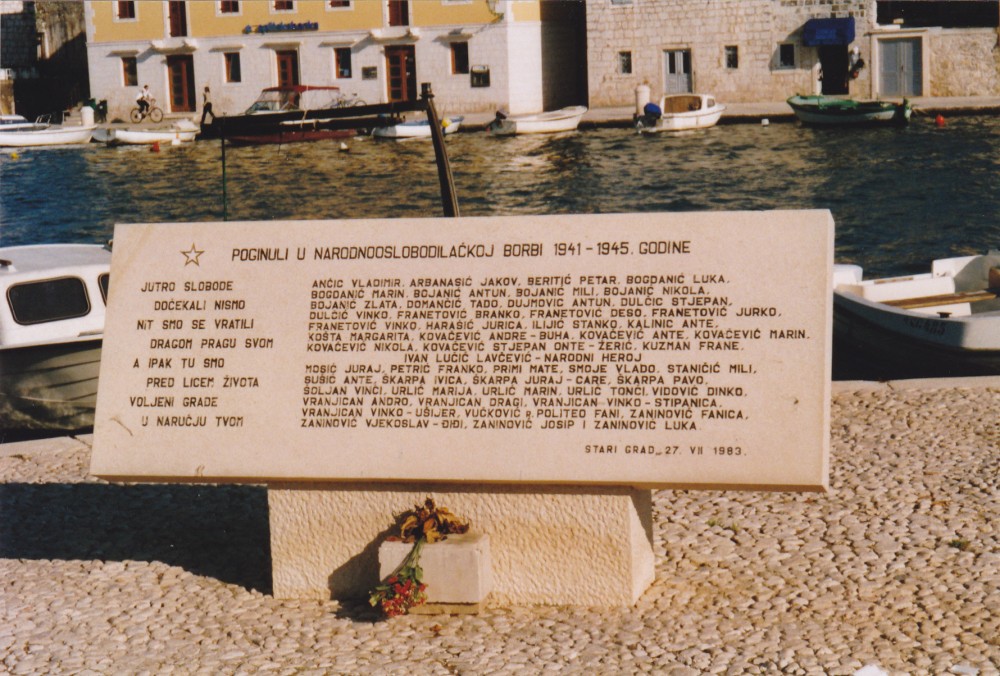 splitska banka
POGINULI U NARODNOOSLOBODILAČKOJ BORBI 1941-1945. GODINE
JUTRO SLOBODE
DOČEKALI NISMO
NIT SMO SE VRATILI
DRAGOM PRAGU SVOM
A IPAK TU SMO
PRED LICEM ŽIVOTA
VOLJENI GRADE
U NARUČJU TVOM
ANČIC VLADIMIR, ARBANASIĆ JAKOV, BERITIĆ PETAR, BOGDANIĆ LUKA,
BOGDANIĆ MARIN, BOJANIĆ ANTUN, BOJANIĆ MILI, BOJANIĆ NIKOLA,
BOJANIĆ ZLATA, DOMANČIĆ TADO, DUJMOVIĆ ANTUN, DULČIĆ STJEPAN,
DULČIĆ VINKO, FRANETOVIĆ BRANKO, FRANETOVIĆ DEŠO, FRANETOVIĆ JURKO,
FRANETOVIĆ VINKO, HARAŠIĆ JURICA, ILIJIĆ STANKO, KALINIĆ ANTE,
KOŠTA MARGARITA, KOVAČEVIĆ ANDRE-BUHA, KOVAČEVIĆ ANTE, KOVAČEVIĆ MARIN,
KOVAČEVIĆ NIKOLA, KOVAČEVIĆ STJEPAN ONTE-ŽERIĆ, KUZMAN FRANE,
IVAN LUČIĆ LAVČEVIĆ-NARODNI HEROJ
MOŠIĆ JURAJ, PETRIĆ FRANKO, PRIMI MATE, SMOJE VLADO, STANIČIĆ MILI,
SUŠIĆ ANTE, ŠKARPA IVICA, ŠKARPA JURAJ-CARE, ŠKARPA PAVO,
ŠOLJAN VINČI, URLIĆ MARIJA, URLIĆ MARIN, URLIĆ TONČI, VIDOVIĆ DINKO,
VRANJICAN ANDRO, VRANJICAN DRAGI, VRANJICAN VINKO-STIPANICA,
VRANJICAN VINKO-UŠIJER, VUČKOVIĆ R. POLITEO FANI, ZANINOVIĆ FANICA,
ZANINOVIĆ VJEKOSLAV-ĐIĐI, ZANINOVIĆ JOSIP I ZANINOVIĆ LUKA.
STARI GRAD, 27. VII 1983.